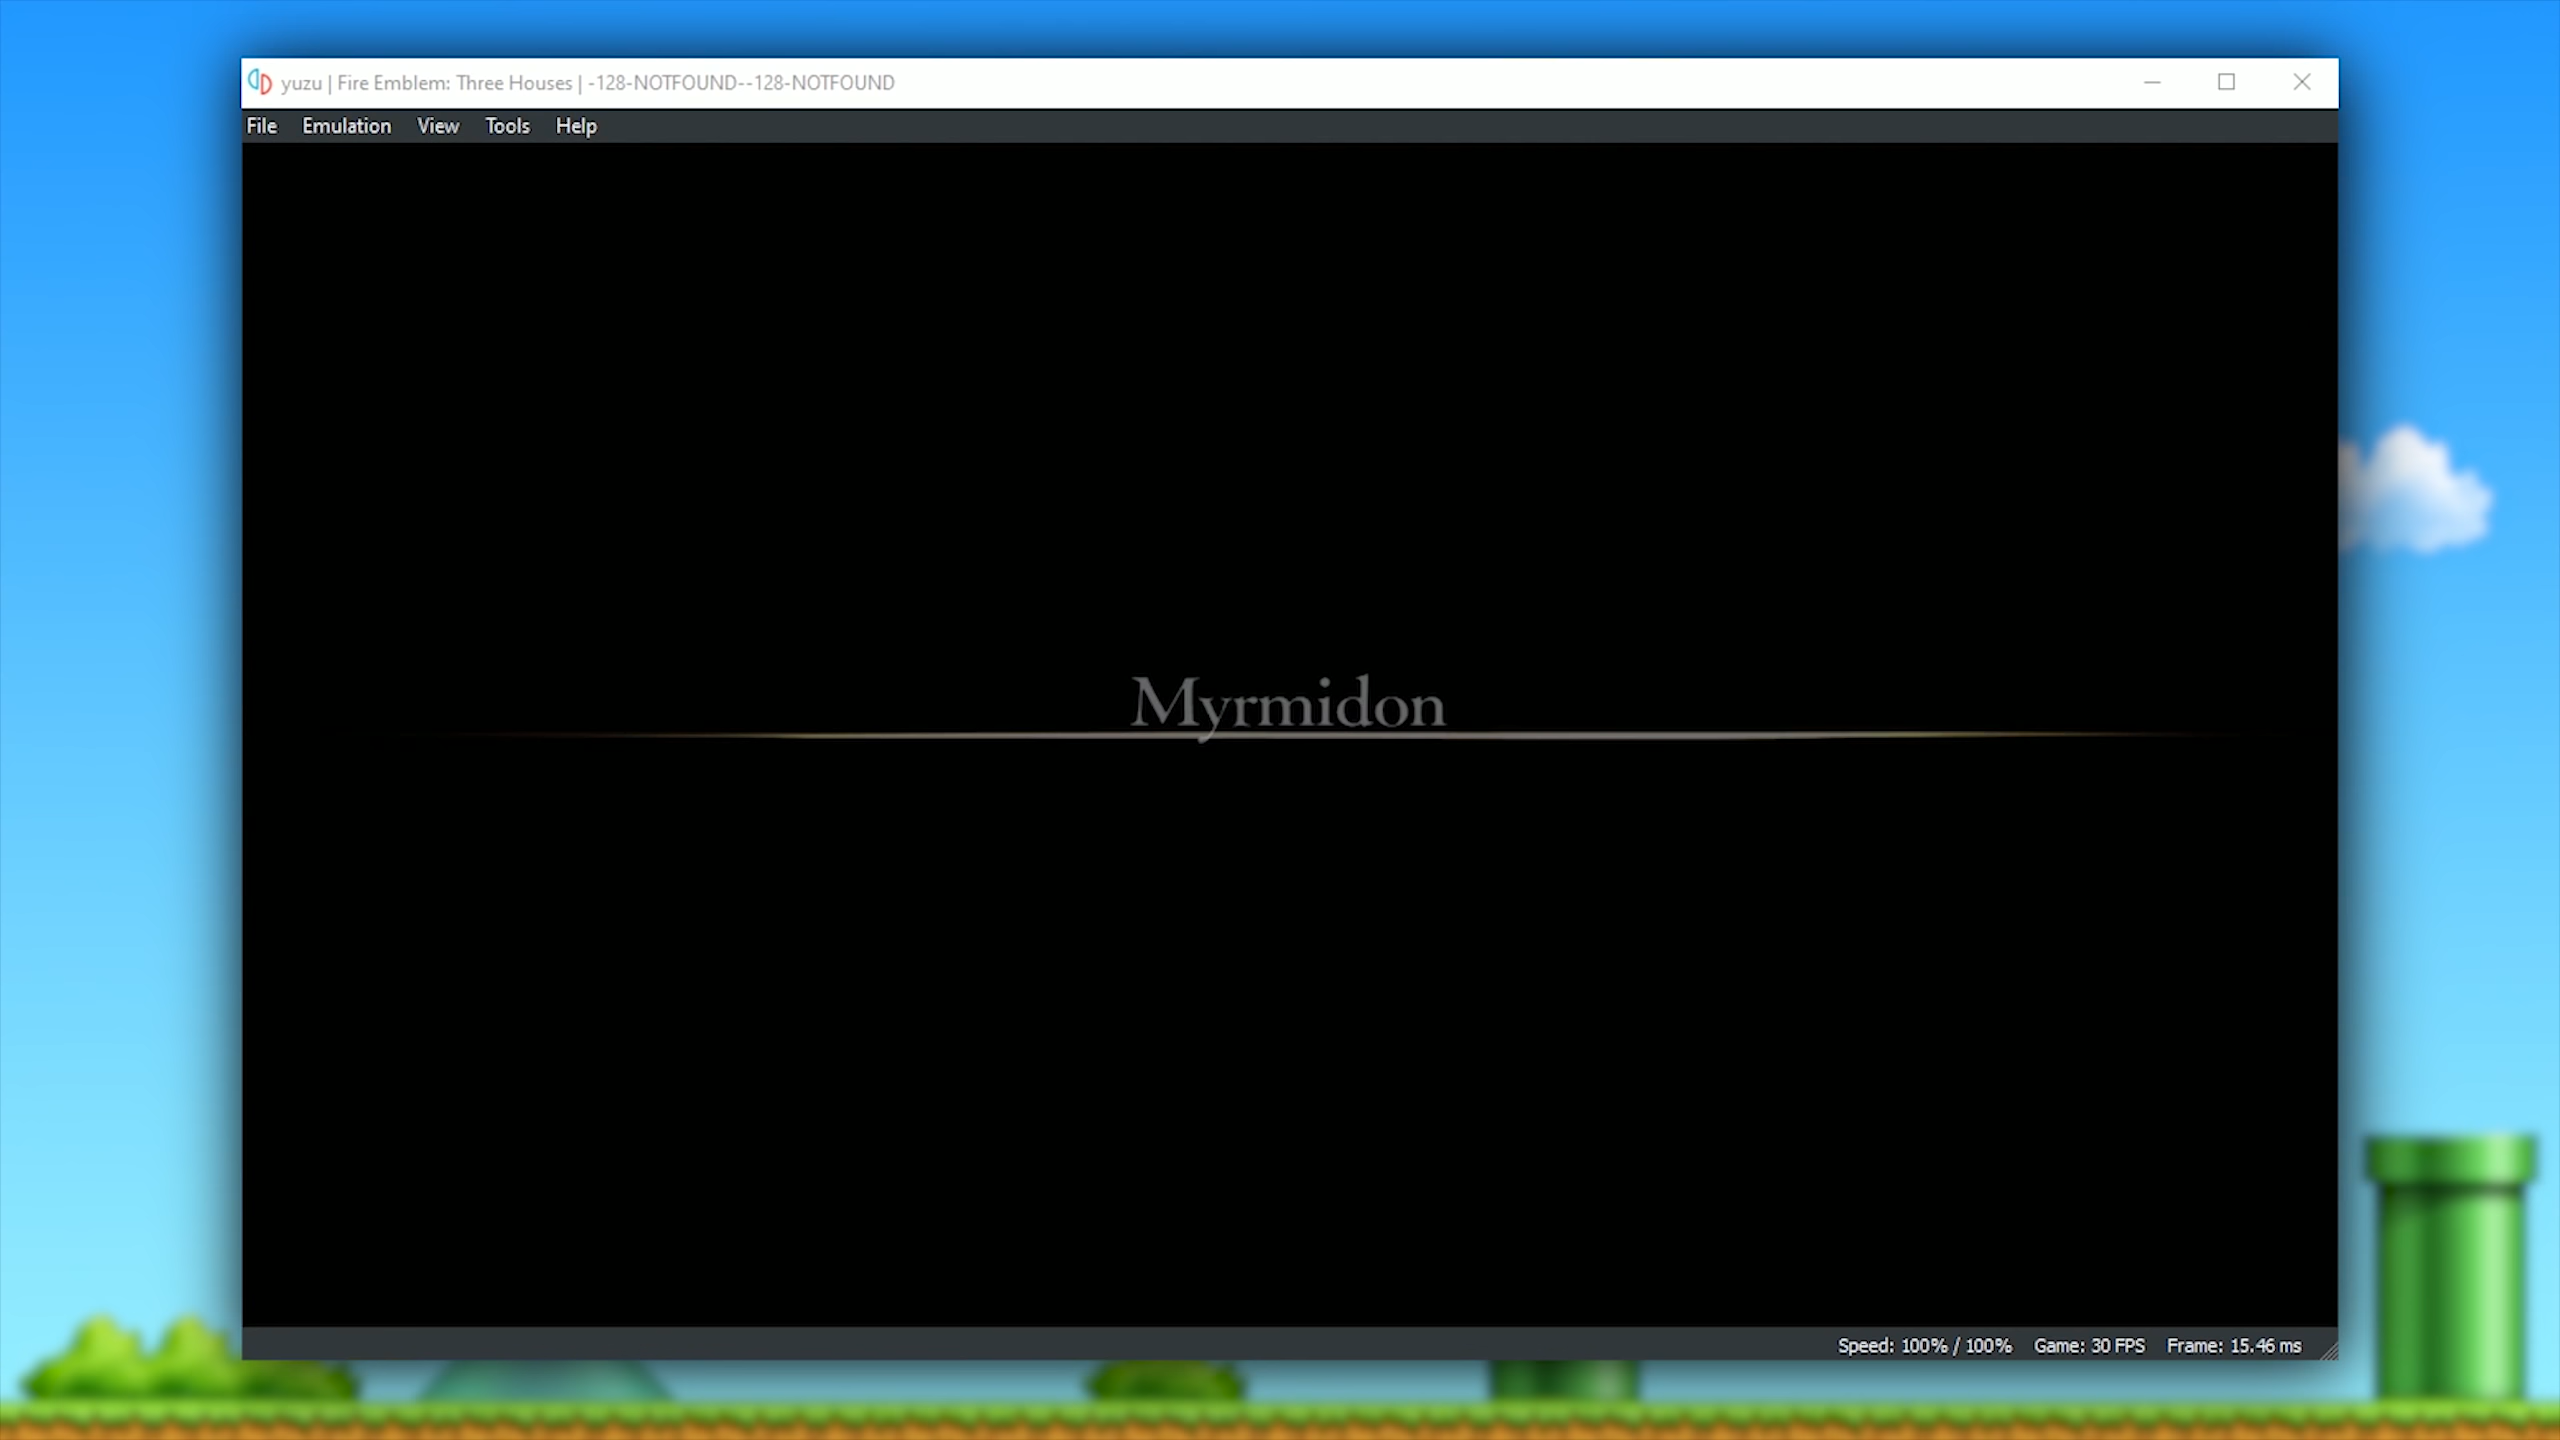 yuzu | Fire Emblem: Three Houses | -128-NOTFOUND--128-NOTFOUND
File Emulation View Tools Help
Myrmidon
Speed: 100% / 100% Game: 30 FPS Frame: 15.46 ms